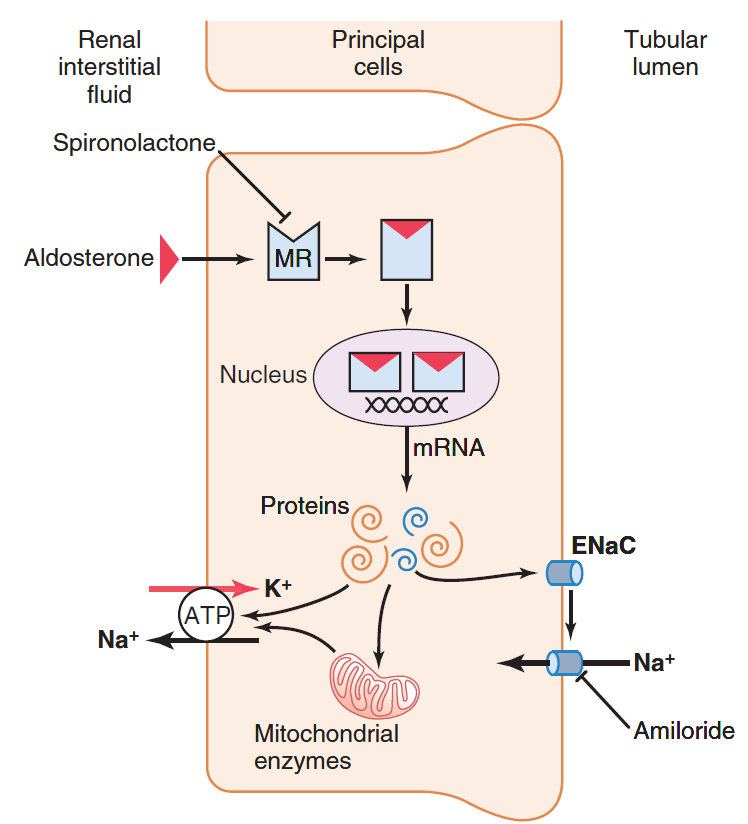 Renal
interstitial
fluid
Principal
cells
Tubular
lumen
Spironolactone
Aldosterone
MR
Nucleus
mRNA
Proteins
ENaC
K+
ATP
Na+
Na+
Amiloride
Mitochondrial
enzymes